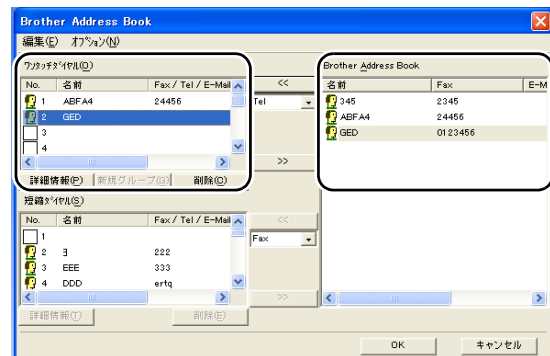 Brother Address Book
編集(E) オプション(N)
ワンタッチダイヤル(O)
No. 名前 Fax / Tel / E-Mail
1 ABFA4 24456
2 GED
3
4
詳細情報(P) 新規グループ(G) 削除(C)
<< 
Tel
>>
Brother Address Book
名前 Fax E-M
345 2345
ABFA4 24456
GED 0123456
短縮ダイヤル(S)
No. 名前 Fax / Tel / E-Mail
1
2 ヨ 222
3 EEE 333
4 DDD ertq
詳細情報(T) 削除(E)
<<
Fax
>>
OK キャンセル